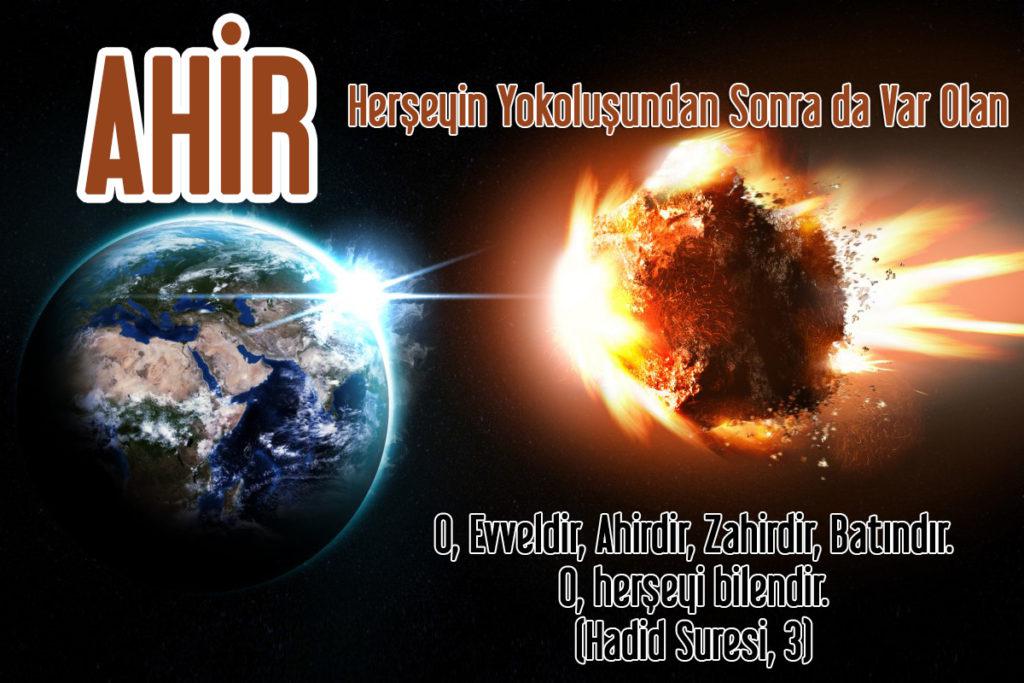 AHİR
Herşeyin Yokoluşundan Sonra da Var Olan
O, Evveldir, Ahirdir, Zahirdir, Batındır.
O, herşeyi bilendir.
(Hadid Suresi, 3)